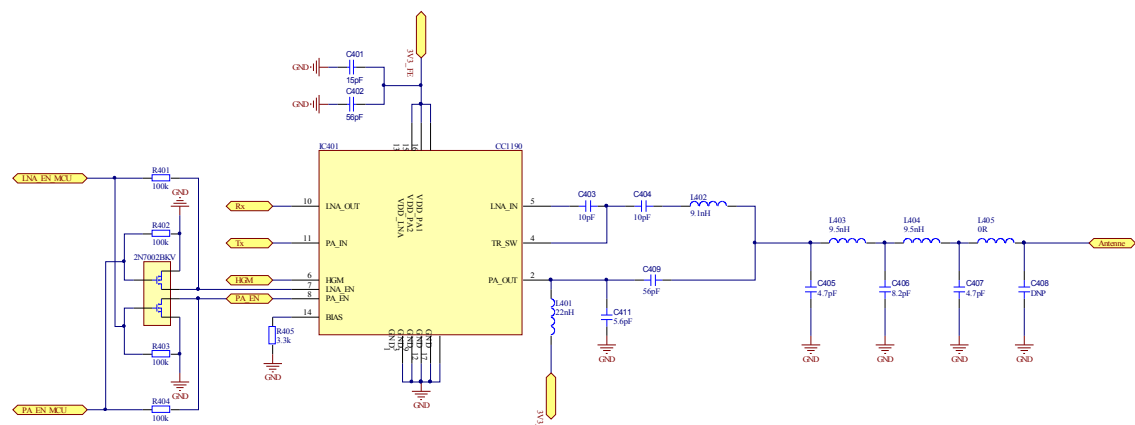 3V3_FE
C401
GND
15pF
C402
GND
56pF
IC401
CC1190
VDD_PA1
VDD_PA2
VDD_LNA
R401
LNA_EN_MCU
100k
GND
Rx
10
LNA_OUT
LNA_IN
5
C403
10pF
C404
10pF
L402
9.1nH
R402
100k
Tx
11
PA_IN
TR_SW
4
L403
9.5nH
L404
9.5nH
L405
0R
Antenne
2N7002BKV
HGM
6
HGM
7
LNA_EN
PA_EN
8
PA_EN
14
BIAS
PA_OUT
2
C409
56pF
C405
4.7pF
C406
8.2pF
C407
4.7pF
C408
DNP
L401
22nH
C411
5.6pF
R405
3.3k
GND
GND
GND
GND
GND
12
17
R403
100k
GND
GND
GND
GND
GND
GND
GND
GND
R404
PA_EN_MCU
100k
GND
3V3_